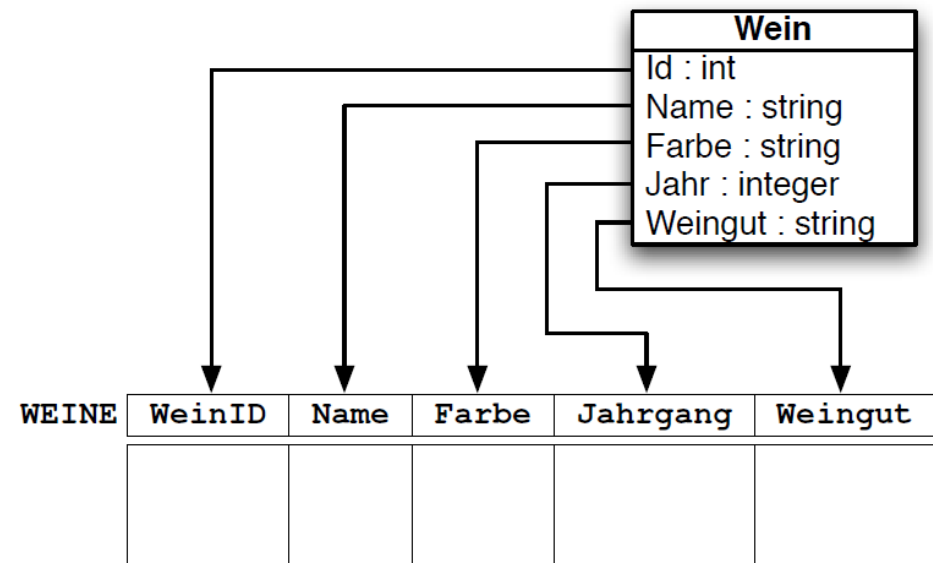 Wein
Id : int
Name : string
Farbe : string
Jahr : integer
Weingut : string
WEINE WeinID Name Farbe Jahrgang Weingut